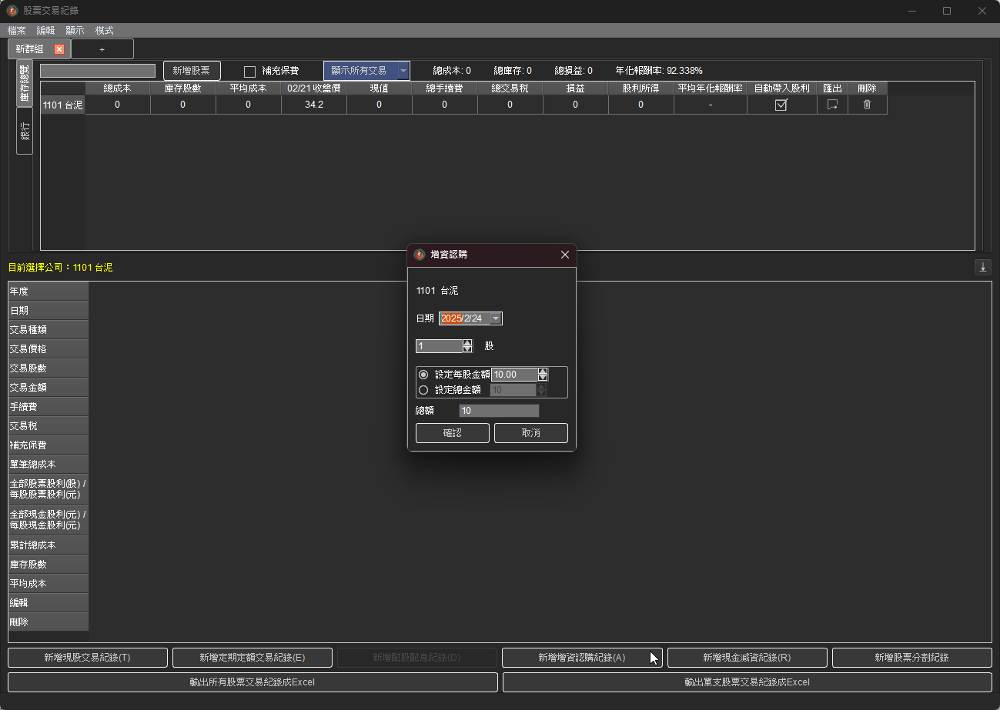 股票交易紀錄
檔案 編輯 顯示 模式
新群組 +
庫存總覽
銀行
新增股票 補充保費 顯示所有交易 總成本: 0 總庫存: 0 總損益: 0 年化報酬率: 92.338%
總成本 庫存股數 平均成本 02/21 收盤價 現值 總手續費 總交易稅 損益 股利所得 平均年化報酬率 自動帶入股利 匯出 刪除
1101 台泥 0 0 0 34.2 0 0 0 0 0 -
目前選擇公司：1101 台泥
年度
日期
交易種類
交易價格
交易股數
交易金額
手續費
交易稅
補充保費
單筆總成本
全部股票股利(股) /
每股股票股利(元)
全部現金股利(元) /
每股現金股利(元)
累計總成本
庫存股數
平均成本
編輯
刪除
增資認購
1101 台泥
日期 2025/2/24
1 股
設定每股金額 10.00
設定總金額 10
總額 10
確認 取消
新增現股交易紀錄(T) 新增定期定額交易紀錄(E) 新增配股配息紀錄(D) 新增增資認購紀錄(A) 新增現金減資紀錄(R) 新增股票分割紀錄
輸出所有股票交易紀錄成Excel 輸出單支股票交易紀錄成Excel